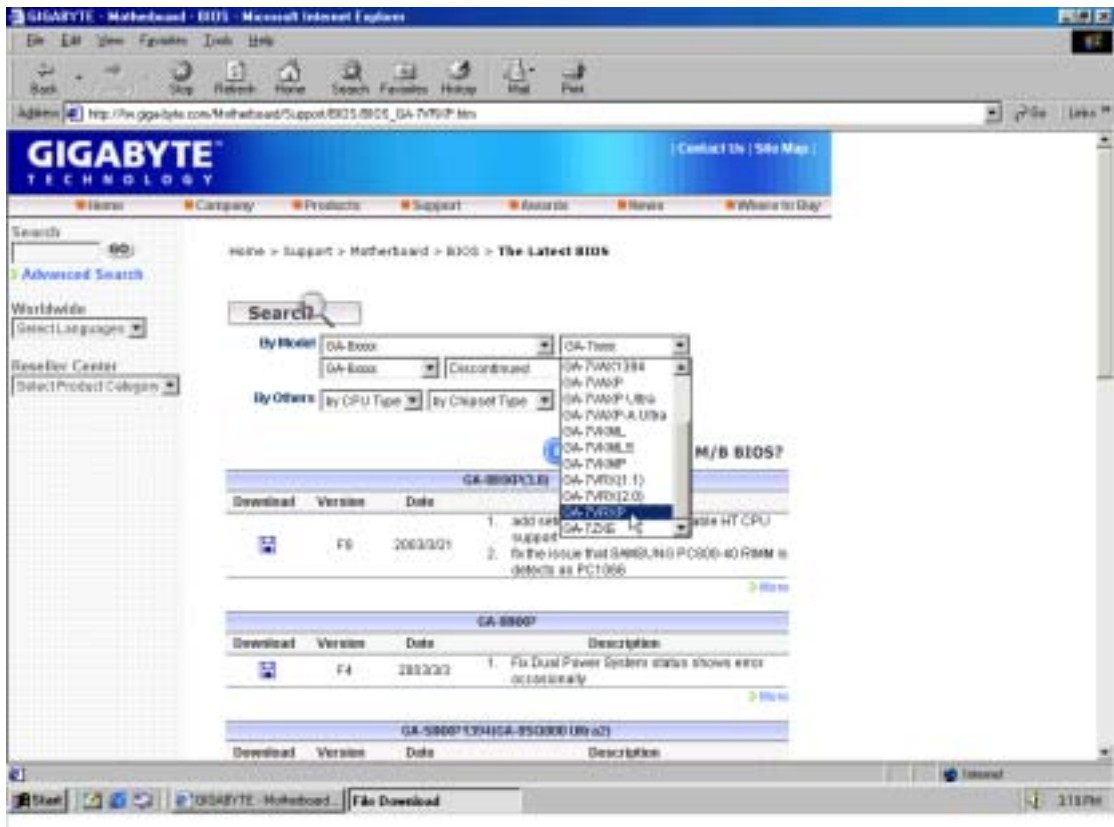 GIGABYTE - Motherboard - BIOS - Microsoft Internet Explorer
File Edit View Favorites Tools Help
Back Stop Refresh Home Search Favorites History Mail Print
Address Go Links
GIGABYTE
TECHNOLOGY
| Contact Us | Site Map |
Home Company Products Support Awards News Where to Buy
Search
GO
Advanced Search
Worldwide
Select Languages
Reseller Center
Select Product Category
Home > Support > Motherboard > BIOS > The Latest BIOS
Search
By Model GA-8xxxx GA-7xxxx
GA-6xxxx Discontinued
By Others by CPU Type by Chipset Type
GA-7VAX1394
GA-7VAXP
GA-7VAXP Ultra
GA-7VAXP-A Ultra
GA-7VKML
GA-7VKMP
GA-7VRX(1.1)
GA-7VRX(2.0)
GA-7VRXP
GA-7ZXE
M/B BIOS?
Download Version Date
F9 2003/3/21
1. add HT CPU
support
2. fix the issue that SAMSUNG PC800-40 RIMM is
detects as PC1066
More
Download Version Date Description
F4 2003/3/3 1. Fix Dual Power System status shows error
occasionally
More
Download Version Date Description
Internet
Start GIGABYTE - Motherboard... File Download